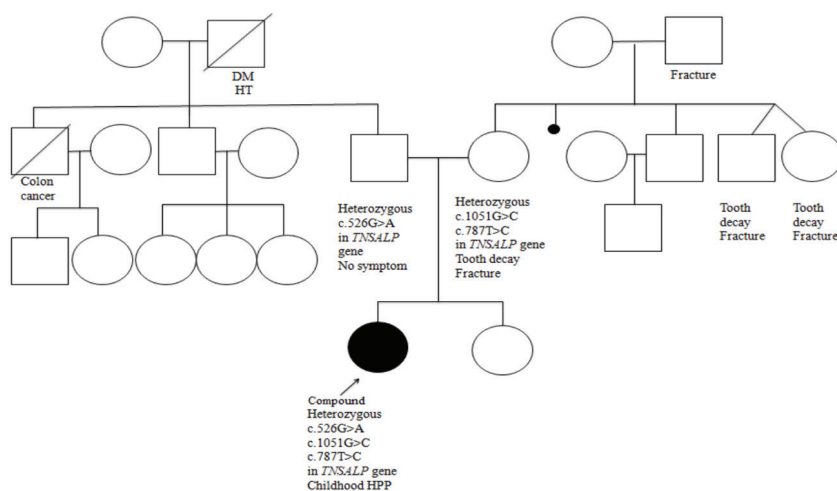 DM
HT
Fracture
Colon
cancer
Heterozygous
c.526G>A
in TNSALP
gene
No symptom
Heterozygous
c.1051G>C
c.787T>C
in TNSALP gene
Tooth decay
Fracture
Tooth
decay
Fracture
Tooth
decay
Fracture
Compound
Heterozygous
c.526G>A
c.1051G>C
c.787T>C
in TNSALP gene
Childhood HPP